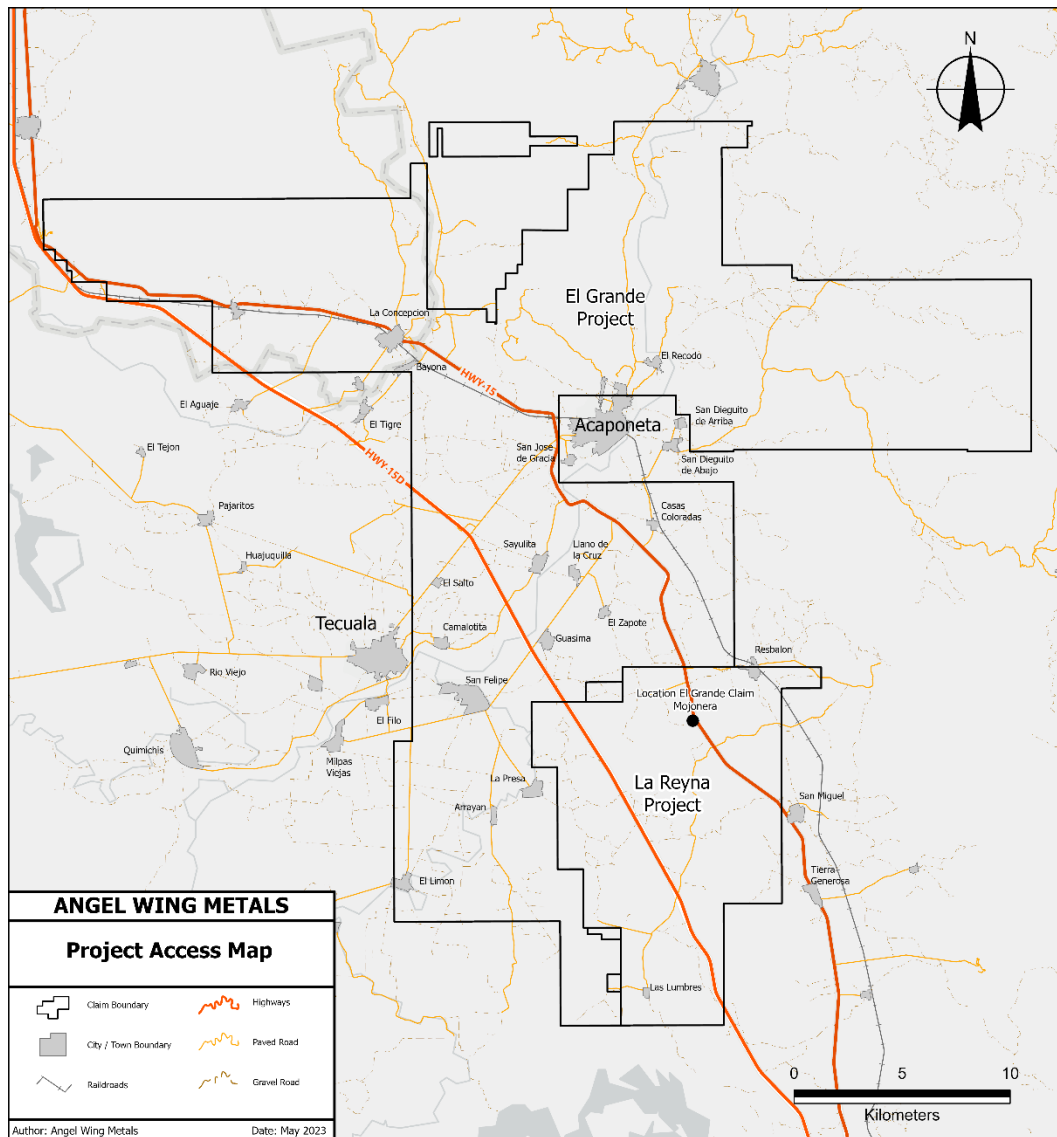 N
El Grande
Project
La Concepcion
Bayona
HWY-15
El Recodo
El Aguaje
El Tigre
Acaponeta
San Dieguito
de Arriba
San Jose
de Gracia
San Dieguito
de Abajo
El Tejon
HWY-15D
Pajaritos
Casas
Coloradas
Huajuquilla
Sayulita
Llano de
la Cruz
El Salto
El Zapote
Tecuala
Camalotita
Guasima
Resbalon
Rio Viejo
San Felipe
Location El Grande Claim
Mojonera
El Filo
Quimichis
Milpas
Viejas
La Presa
La Reyna
Project
Arrayan
San Miguel
El Limon
Tierra
Generosa
Las Lumbres
ANGEL WING METALS
Project Access Map
Claim Boundary
Highways
City / Town Boundary
Paved Road
Raildroads
Gravel Road
Author: Angel Wing Metals
Date: May 2023
0
5
10
Kilometers